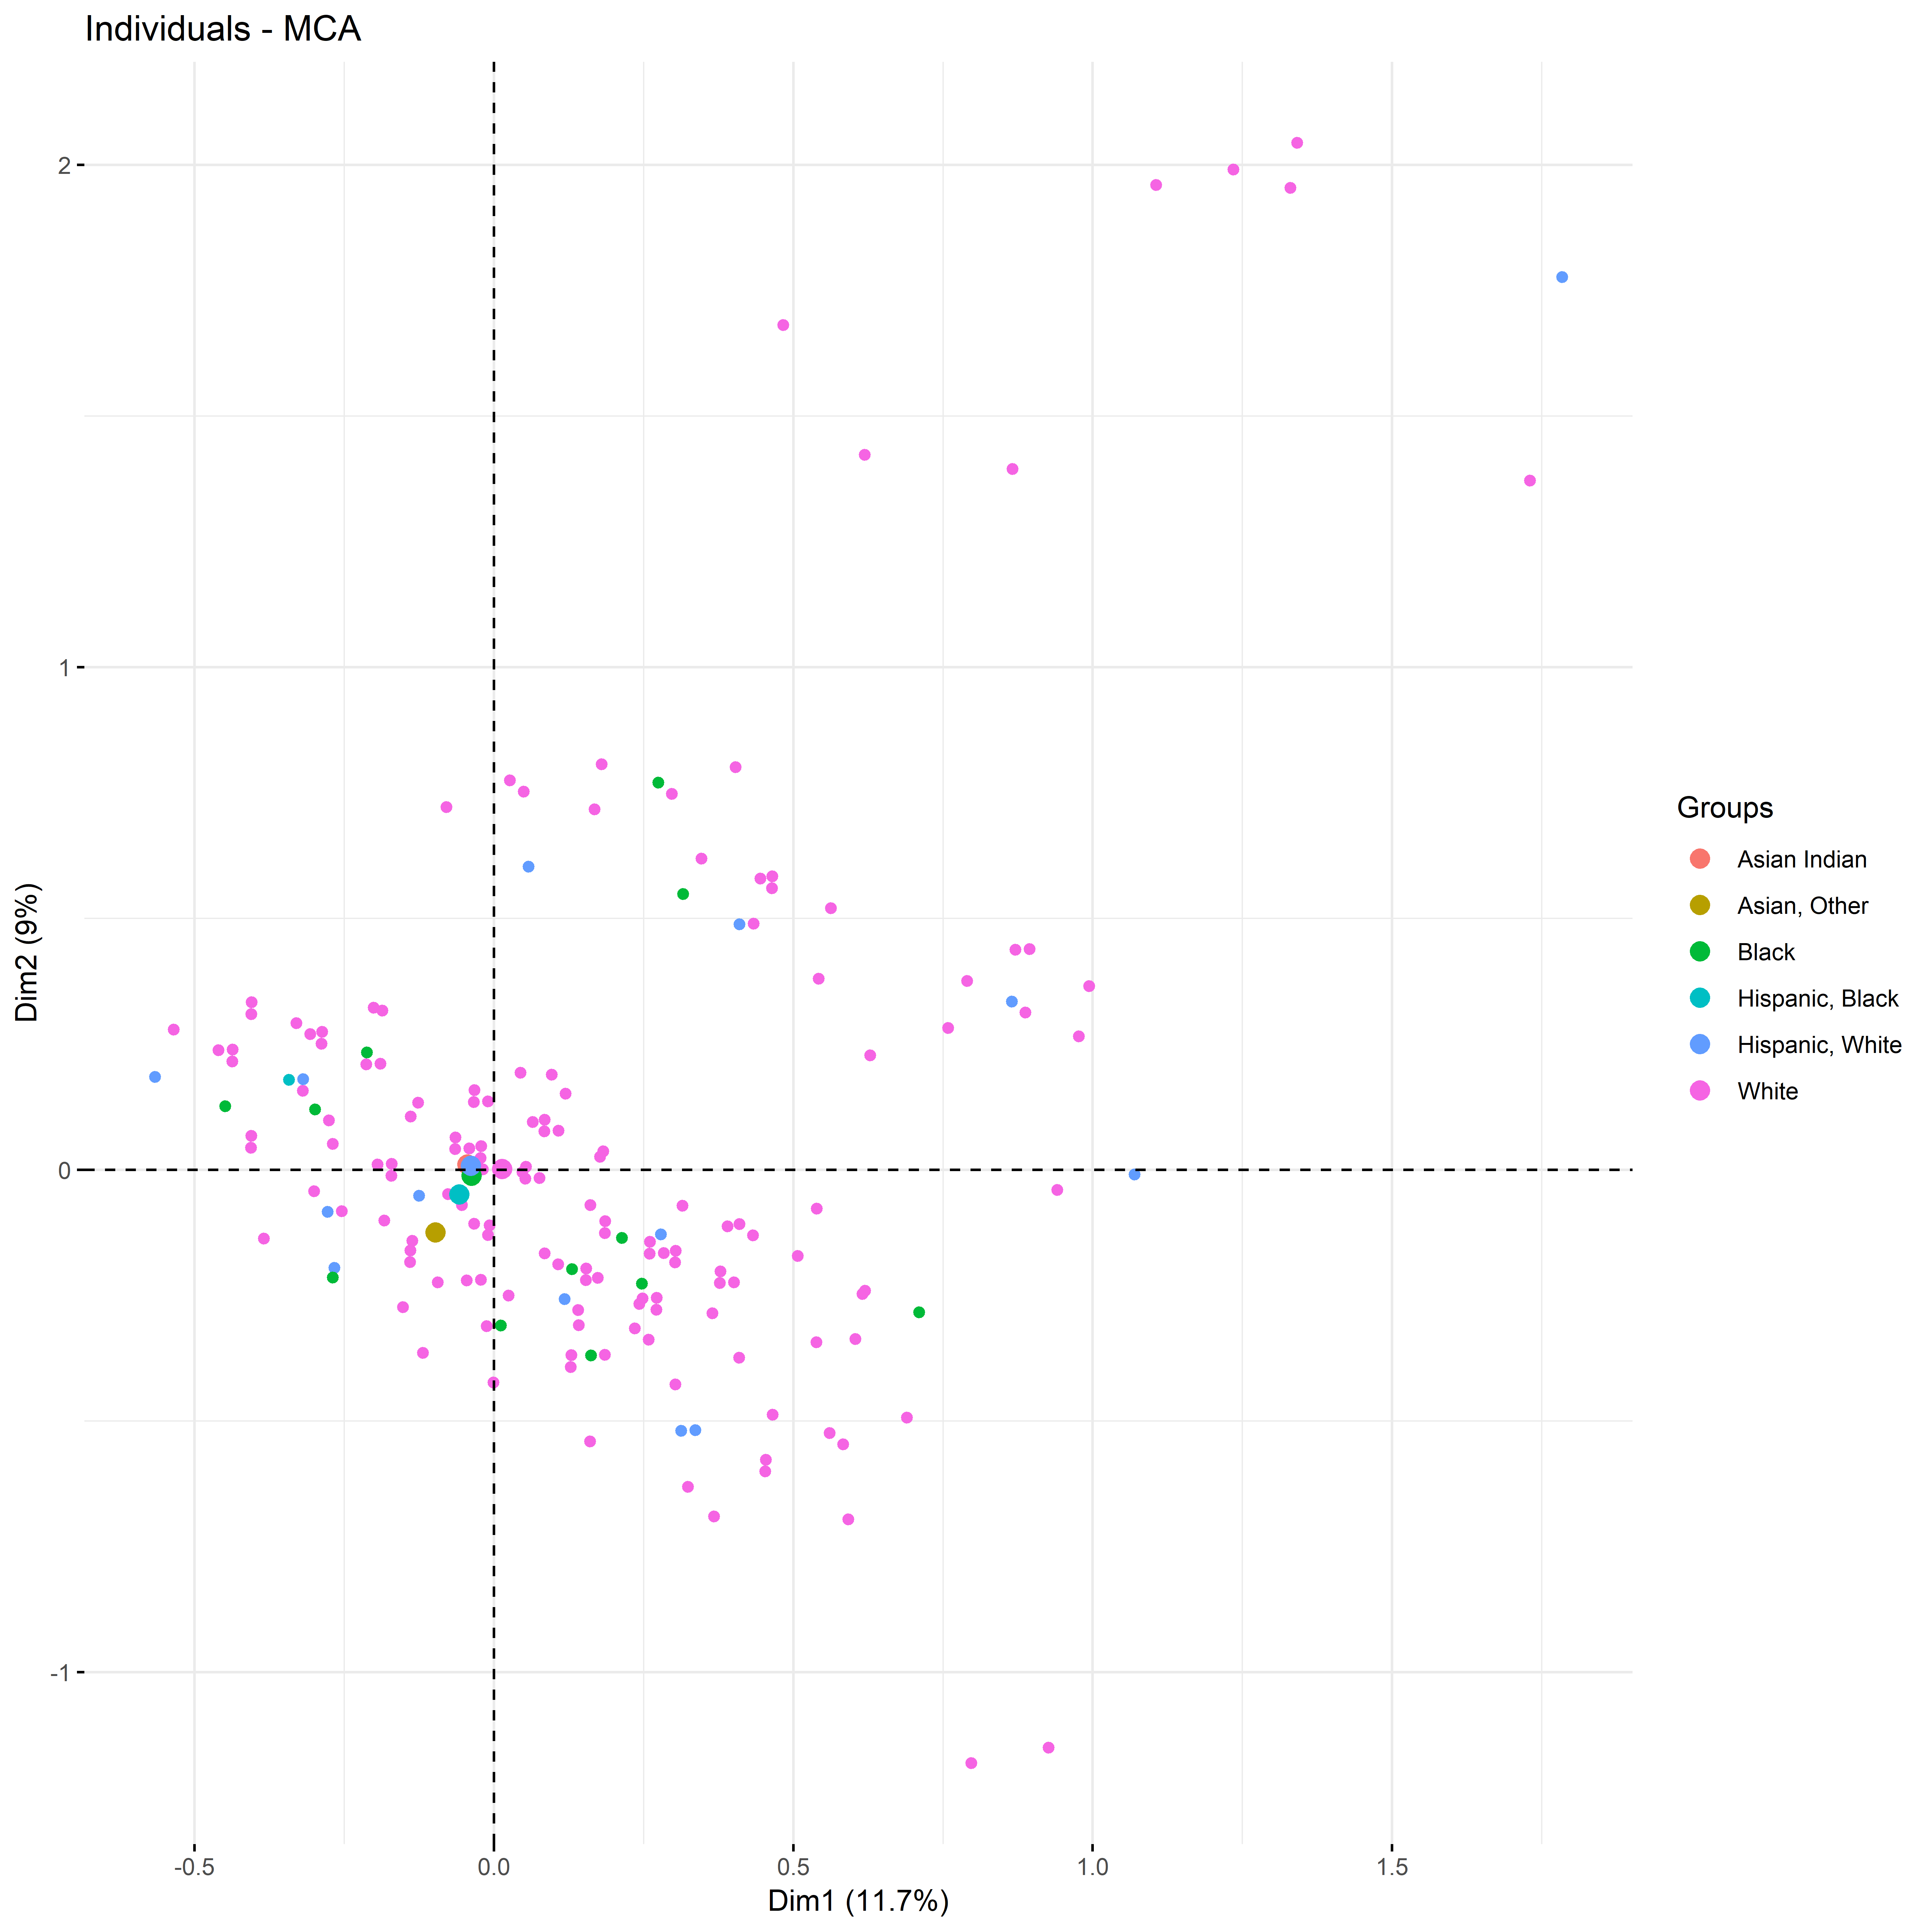 Individuals - MCA
2
1
0
-1
Dim2 (9%)
-0.5
0.0
0.5
1.0
1.5
Dim1 (11.7%)
Groups
Asian Indian
Asian, Other
Black
Hispanic, Black
Hispanic, White
White